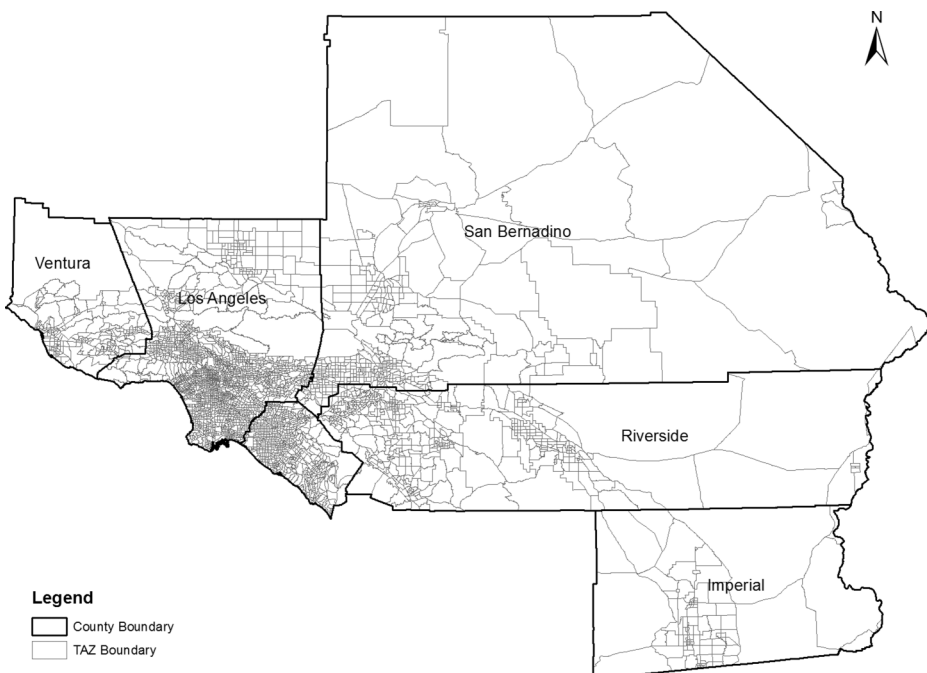 N
San Bernadino
Ventura
Los Angeles
Riverside
Imperial
Legend
County Boundary
TAZ Boundary